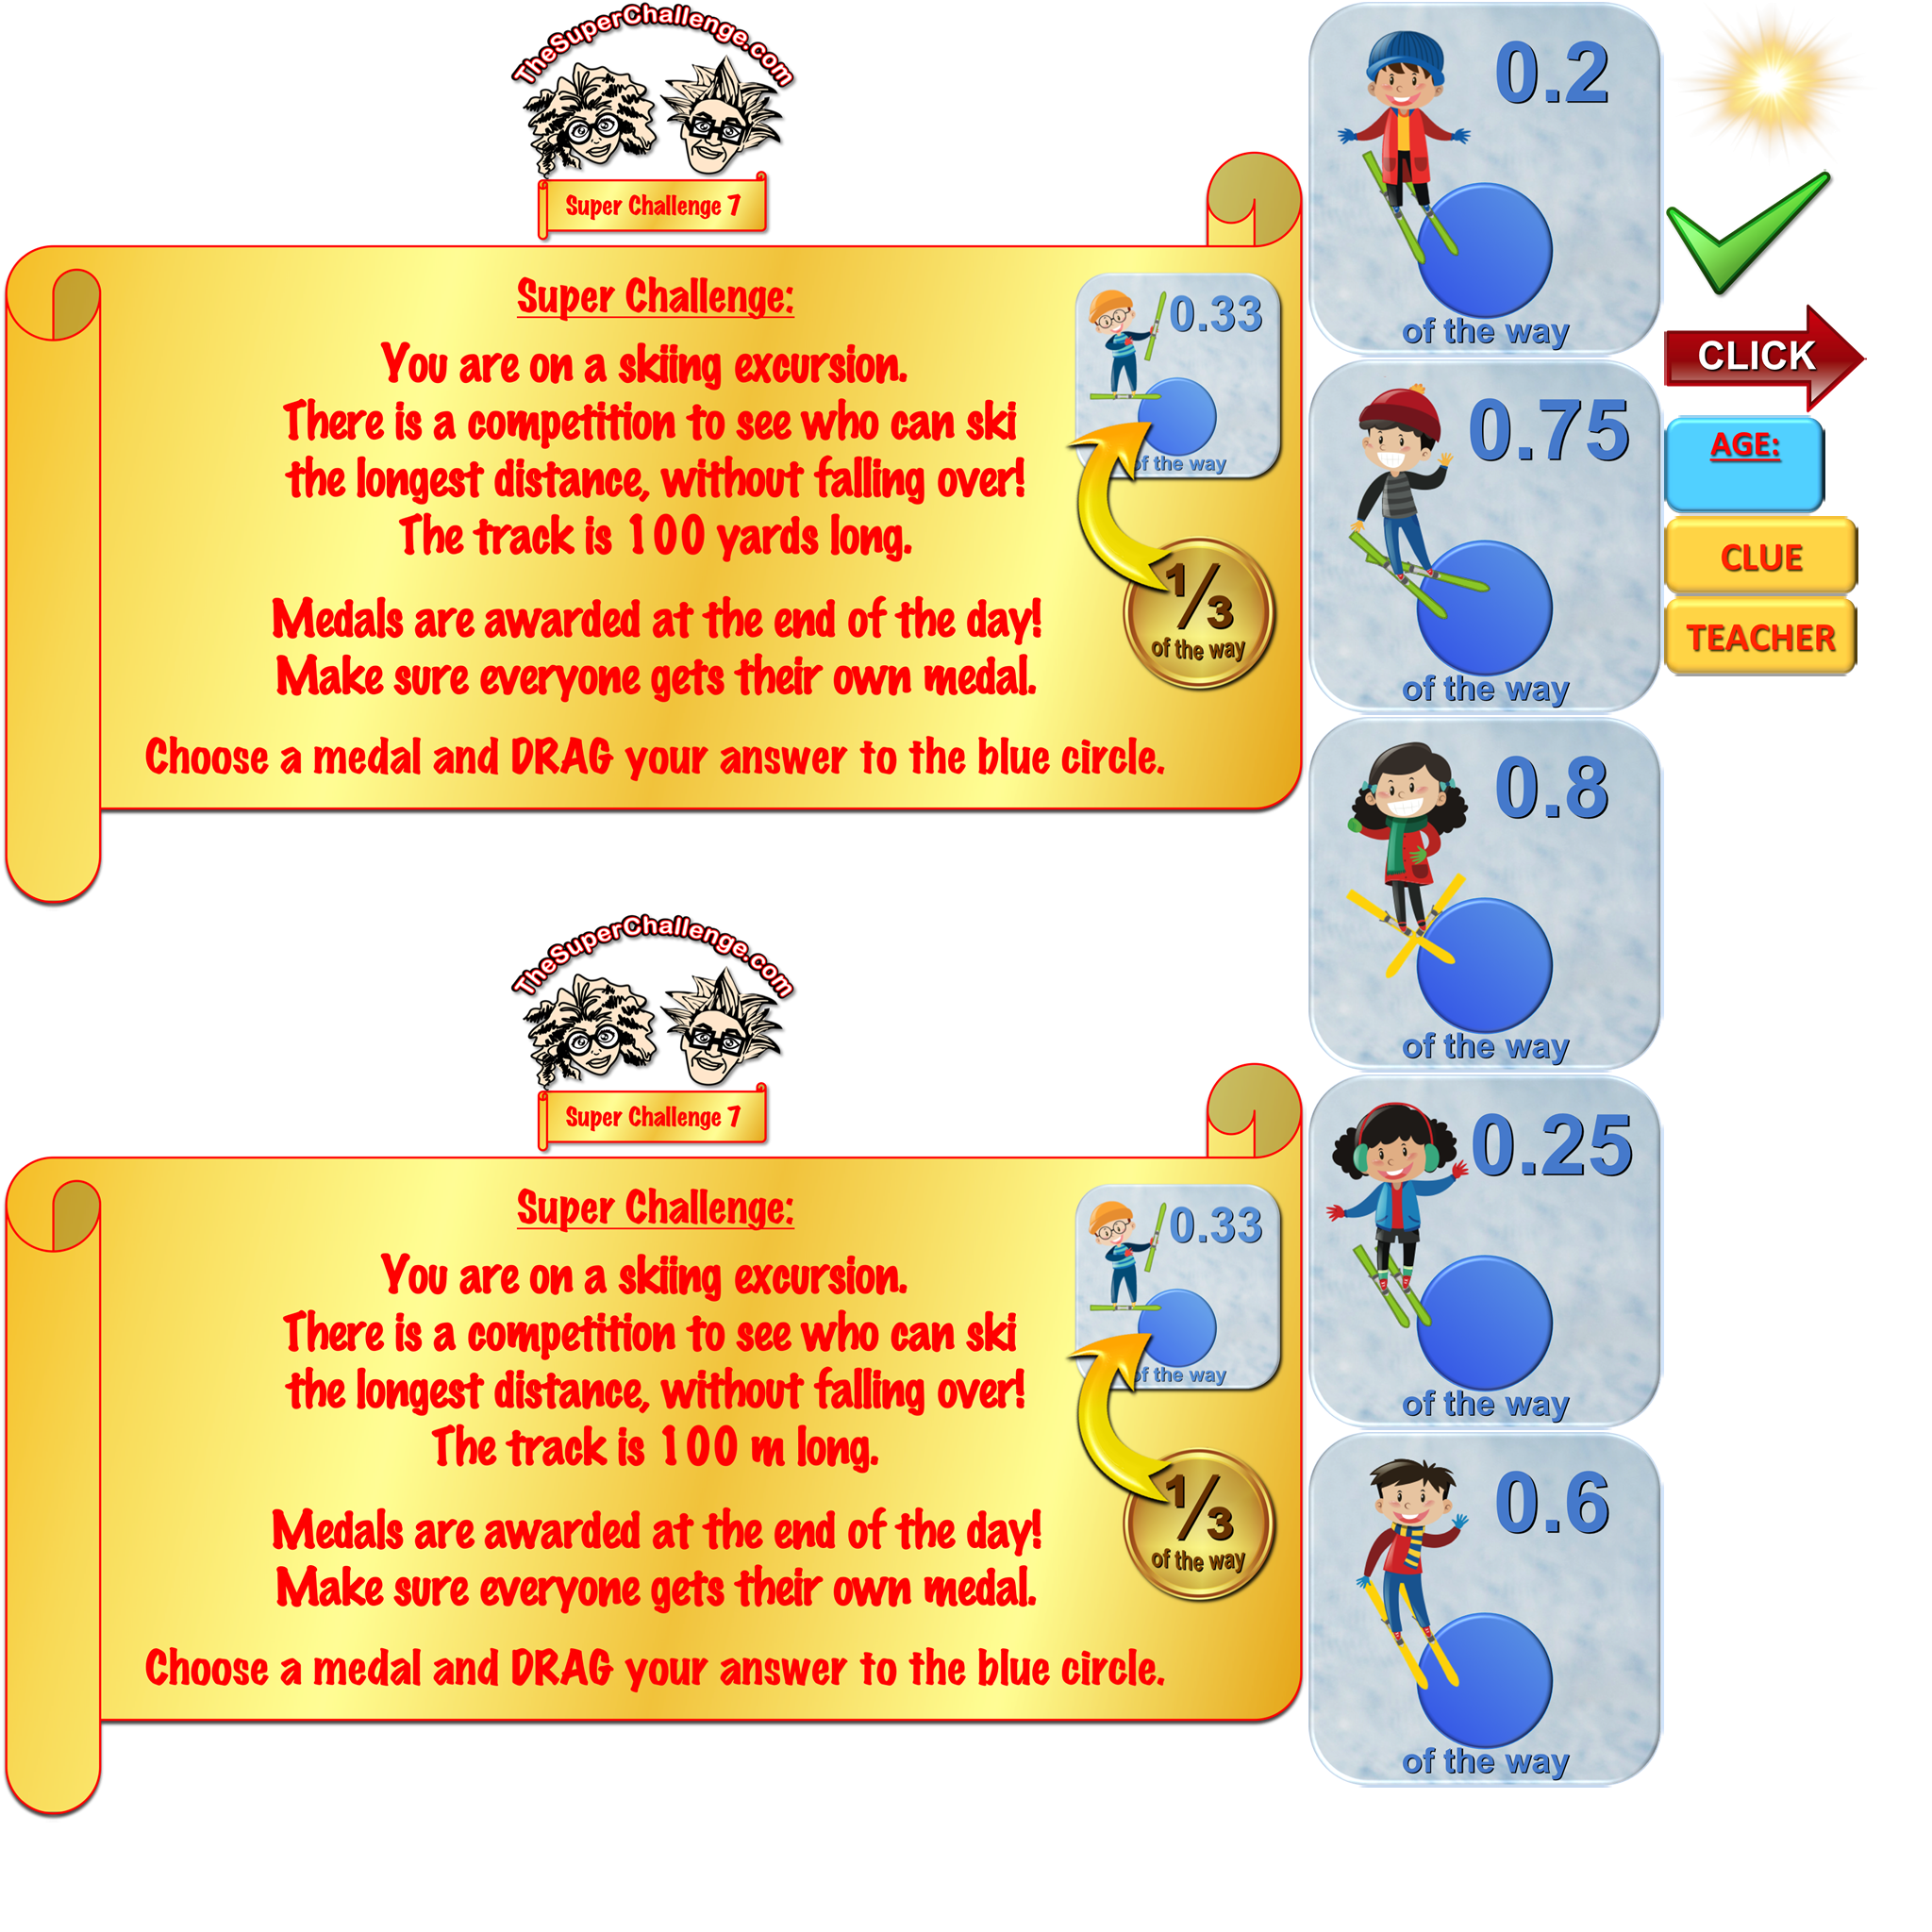 TheSuperChallenge.com
Super Challenge 7
Super Challenge:
You are on a skiing excursion.
There is a competition to see who can ski
the longest distance, without falling over!
The track is 100 yards long.
Medals are awarded at the end of the day!
Make sure everyone gets their own medal.
Choose a medal and DRAG your answer to the blue circle.
0.33
of the way
1/3
of the way
TheSuperChallenge.com
Super Challenge 7
Super Challenge:
You are on a skiing excursion.
There is a competition to see who can ski
the longest distance, without falling over!
The track is 100 m long.
Medals are awarded at the end of the day!
Make sure everyone gets their own medal.
Choose a medal and DRAG your answer to the blue circle.
0.33
of the way
1/3
of the way
0.2
of the way
0.75
of the way
0.8
of the way
0.25
of the way
0.6
of the way
CLICK
AGE:
CLUE
TEACHER